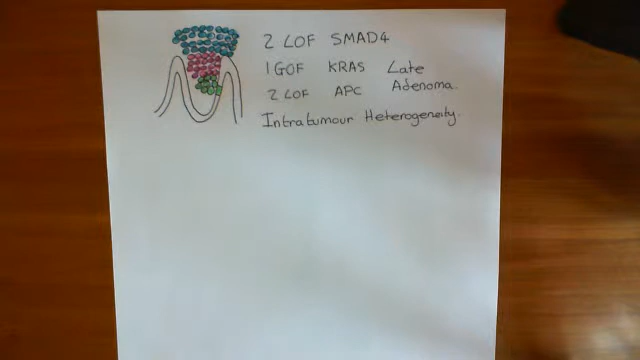 2 LOF SMAD4
1 GOF KRAS Late
2 LOF APC Adenoma.
Intratumour Heterogeneity.